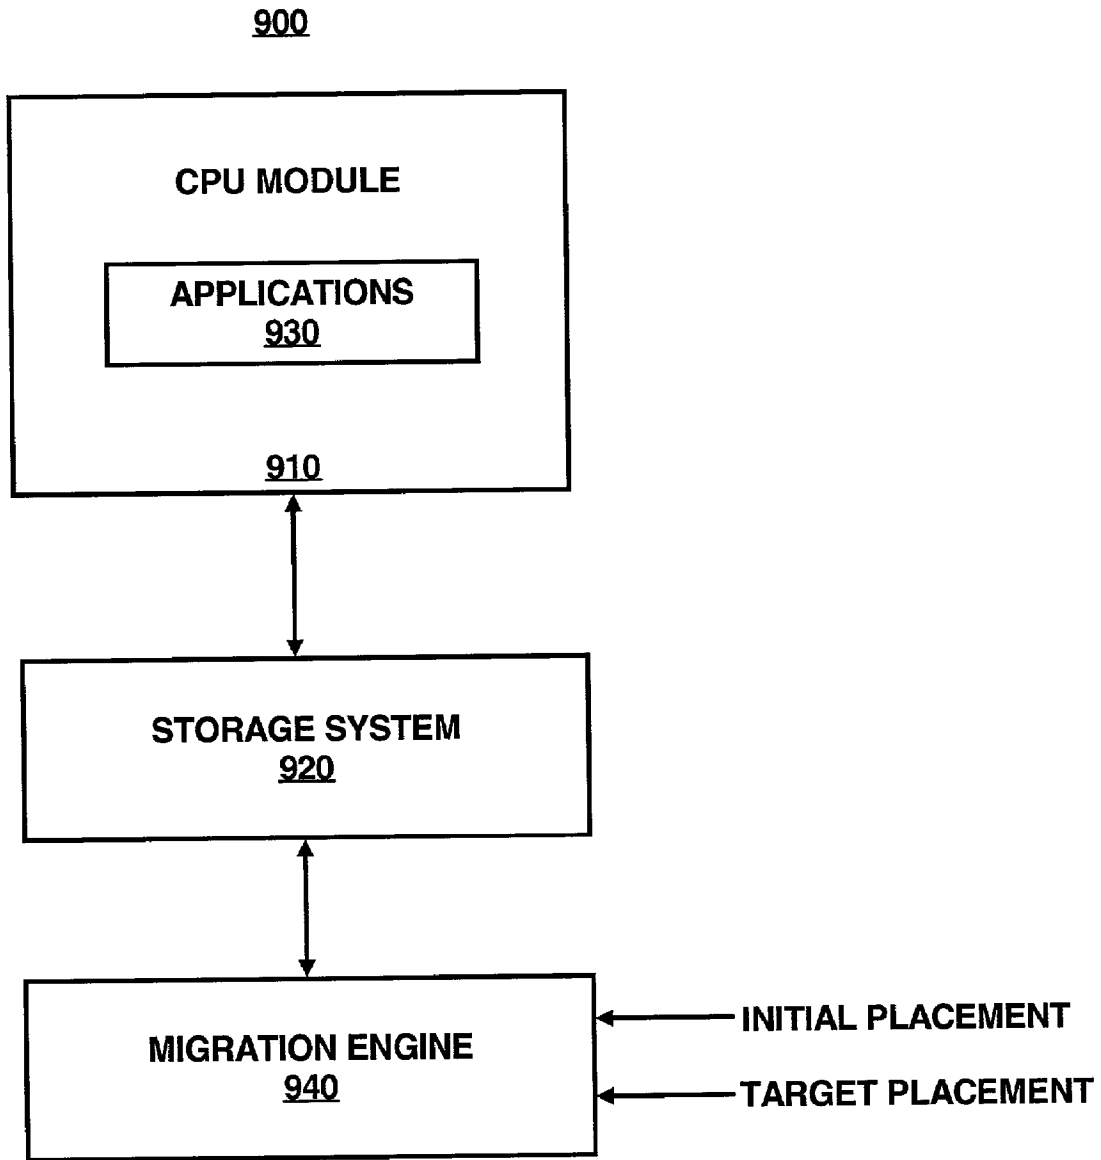 900
CPU MODULE
APPLICATIONS
930
910
STORAGE SYSTEM
920
MIGRATION ENGINE
940
INITIAL PLACEMENT
TARGET PLACEMENT